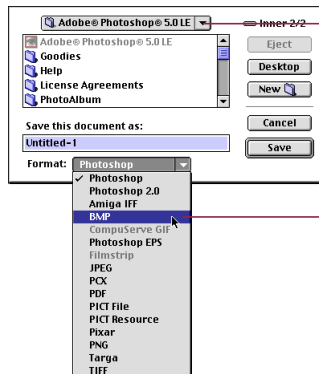 Adobe® Photoshop® 5.0 LE
Inner 2/2
Adobe® Photoshop® 5.0 LE
Goodies
Help
License Agreements
PhotoAlbum
Eject
Desktop
New
Cancel
Save
Save this document as:
Untitled-1
Format: Photoshop
✓ Photoshop
Photoshop 2.0
Amiga IFF
BMP
CompuServe GIF
Photoshop EPS
Filmstrip
JPEG
PCX
PDF
PICT File
PICT Resource
Pixar
PNG
Targa
TIFF